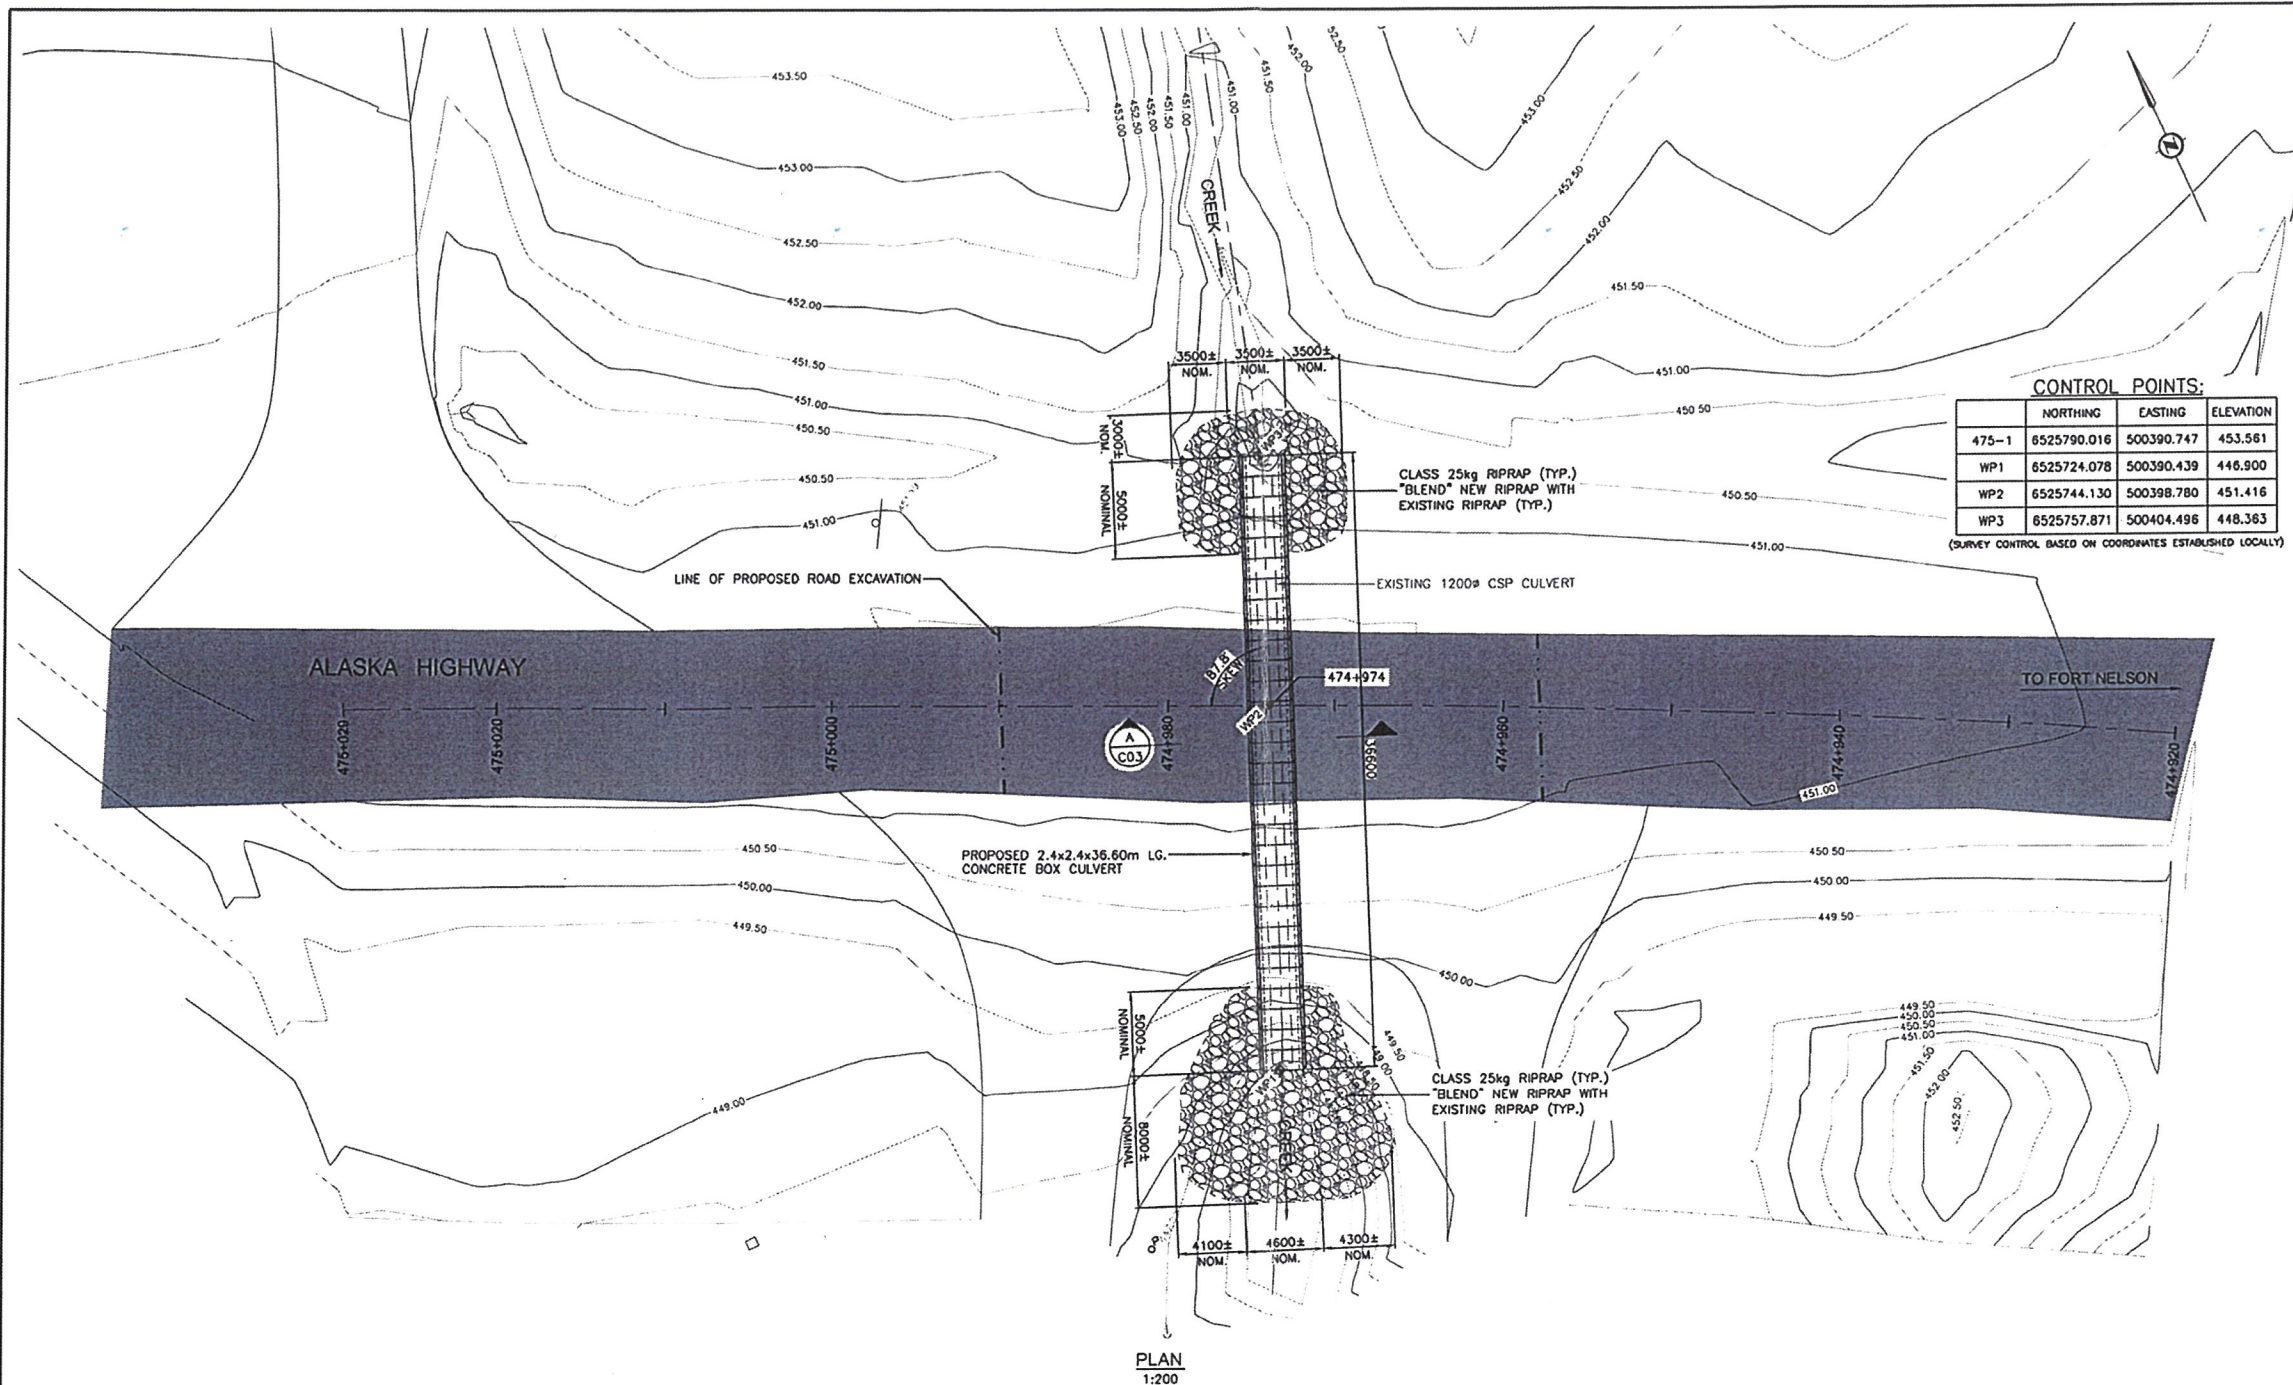 453.50
453.00
452.50
452.00
451.50
451.00
450.50
450.50
451.00
453.00
452.50
452.00
451.50
451.00
451.00
451.50
452.00
52.50
CREEK
453.00
452.50
452.00
451.50
451.00
450.50
450.50
451.00
Z
3500± NOM.
3500± NOM.
3500± NOM.
3000± NOM.
5000± NOMINAL
WP3
CONTROL POINTS:
NORTHING EASTING ELEVATION
475-1 6525790.016 500390.747 453.561
WP1 6525724.078 500390.439 446.900
WP2 6525744.130 500398.780 451.416
WP3 6525757.871 500404.496 448.363
(SURVEY CONTROL BASED ON COORDINATES ESTABLISHED LOCALLY)
CLASS 25kg RIPRAP (TYP.)
"BLEND" NEW RIPRAP WITH
EXISTING RIPRAP (TYP.)
LINE OF PROPOSED ROAD EXCAVATION
EXISTING 1200ø CSP CULVERT
ALASKA HIGHWAY
87.8°
SKEW
474+974
WP2
TO FORT NELSON
A
C03
36600
475+029
475+020
475+000
474+980
474+960
474+940
474+920
451.00
PROPOSED 2.4x2.4x36.60m LG.
CONCRETE BOX CULVERT
450.50
450.00
449.50
449.00
450.50
450.00
449.50
450.00
449.50
449.00
449.50
450.00
450.50
451.00
451.50
452.00
452.50
5000± NOMINAL
8000± NOMINAL
WP1
CREEK
CLASS 25kg RIPRAP (TYP.)
"BLEND" NEW RIPRAP WITH
EXISTING RIPRAP (TYP.)
4100± NOM.
4600± NOM.
4300± NOM.
PLAN
1:200